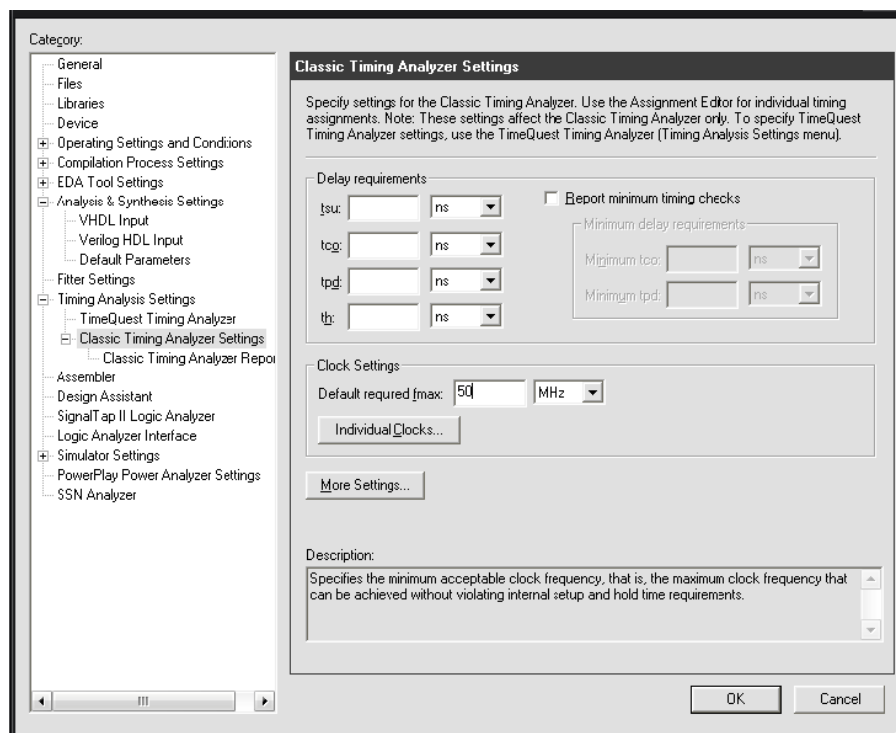 Category:
General
Files
Libraries
Device
Operating Settings and Conditions
Compilation Process Settings
EDA Tool Settings
Analysis & Synthesis Settings
VHDL Input
Verilog HDL Input
Default Parameters
Fitter Settings
Timing Analysis Settings
TimeQuest Timing Analyzer
Classic Timing Analyzer Settings
Classic Timing Analyzer Repor
Assembler
Design Assistant
SignalTap II Logic Analyzer
Logic Analyzer Interface
Simulator Settings
PowerPlay Power Analyzer Settings
SSN Analyzer
Classic Timing Analyzer Settings
Specify settings for the Classic Timing Analyzer. Use the Assignment Editor for individual timing
assignments. Note: These settings affect the Classic Timing Analyzer only. To specify TimeQuest
Timing Analyzer settings, use the TimeQuest Timing Analyzer (Timing Analysis Settings menu).
Delay requirements
tsu: ns
tco: ns
tpd: ns
th: ns
Report minimum timing checks
Minimum delay requirements
Minimum tco: ns
Minimum tpd: ns
Clock Settings
Default requred fmax: 50 MHz
Individual Clocks...
More Settings...
Description:
Specifies the minimum acceptable clock frequency, that is, the maximum clock frequency that
can be achieved without violating internal setup and hold time requirements.
OK Cancel